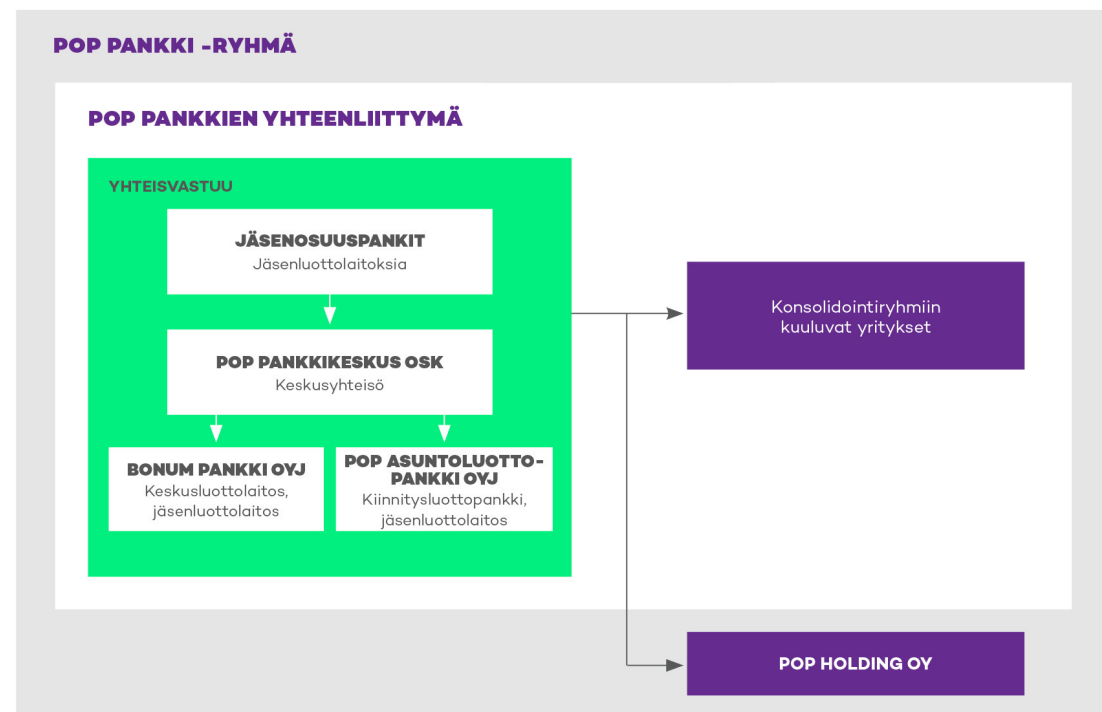 POP PANKKI -RYHMÄ
POP PANKKIEN YHTEENLIITTYMÄ
YHTEISVASTUU
JÄSENOSUUSPANKIT
Jäsenluottolaitoksia
POP PANKKIKESKUS OSK
Keskusyhteisö
BONUM PANKKI OYJ
Keskusluottolaitos,
jäsenluottolaitos
POP ASUNTOLUOTTO-
PANKKI OYJ
Kiinnitysluottopankki,
jäsenluottolaitos
Konsolidointiryhmiin
kuuluvat yritykset
POP HOLDING OY